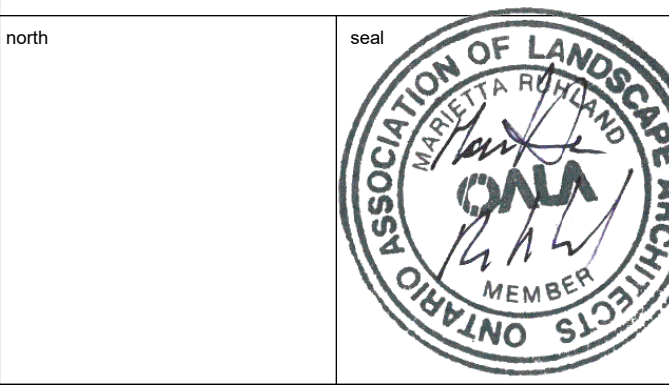 north
seal
ONTARIO ASSOCIATION OF LANDSCAPE ARCHITECTS
MARIETTA RUHLAND
OALA
MEMBER